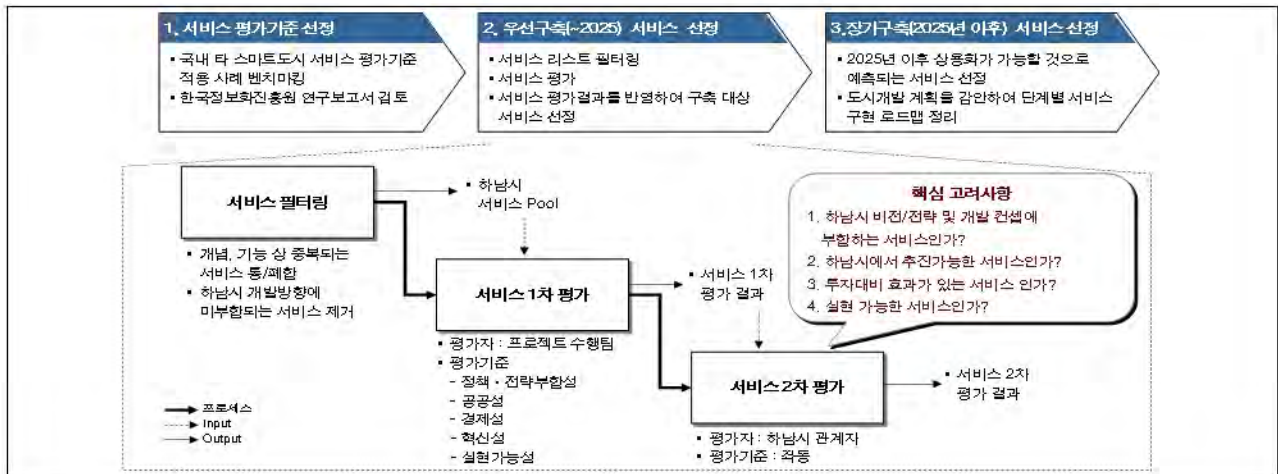 1. 서비스 평가기준 선정
▪ 국내 타 스마트도시 서비스 평가기준
적용 사례 벤치마킹
▪ 한국정보화진흥원 연구보고서 검토
2. 우선구축(~2025) 서비스 선정
▪ 서비스 리스트 필터링
▪ 서비스 평가
▪ 서비스 평가결과를 반영하여 구축 대상
서비스 선정
3.장기구축(2025년 이후) 서비스 선정
▪ 2025년 이후 상용화가 가능할 것으로
예측되는 서비스 선정
▪ 도시개발 계획을 감안하여 단계별 서비스
구현 로드맵 정리
서비스 필터링
▪ 개념, 기능 상 중복되는
서비스 통/폐합
▪ 하남시 개발방향에
미부합되는 서비스 제거
▪ 하남시
서비스 Pool
서비스 1차 평가
▪ 평가자 : 프로젝트 수행팀
▪ 평가기준
- 정책·전략부합성
- 공공성
- 경제성
- 혁신성
- 실현가능성
▪ 서비스 1차
평가 결과
핵심 고려사항
1. 하남시 비전/전략 및 개발 컨셉에
부합하는 서비스인가?
2. 하남시에서 추진가능한 서비스인가?
3. 투자대비 효과가 있는 서비스 인가?
4. 실현 가능한 서비스인가?
서비스 2차 평가
▪ 평가자 : 하남시 관계자
▪ 평가기준 : 좌동
▪ 서비스 2차
평가 결과
프로세스
Input
Output